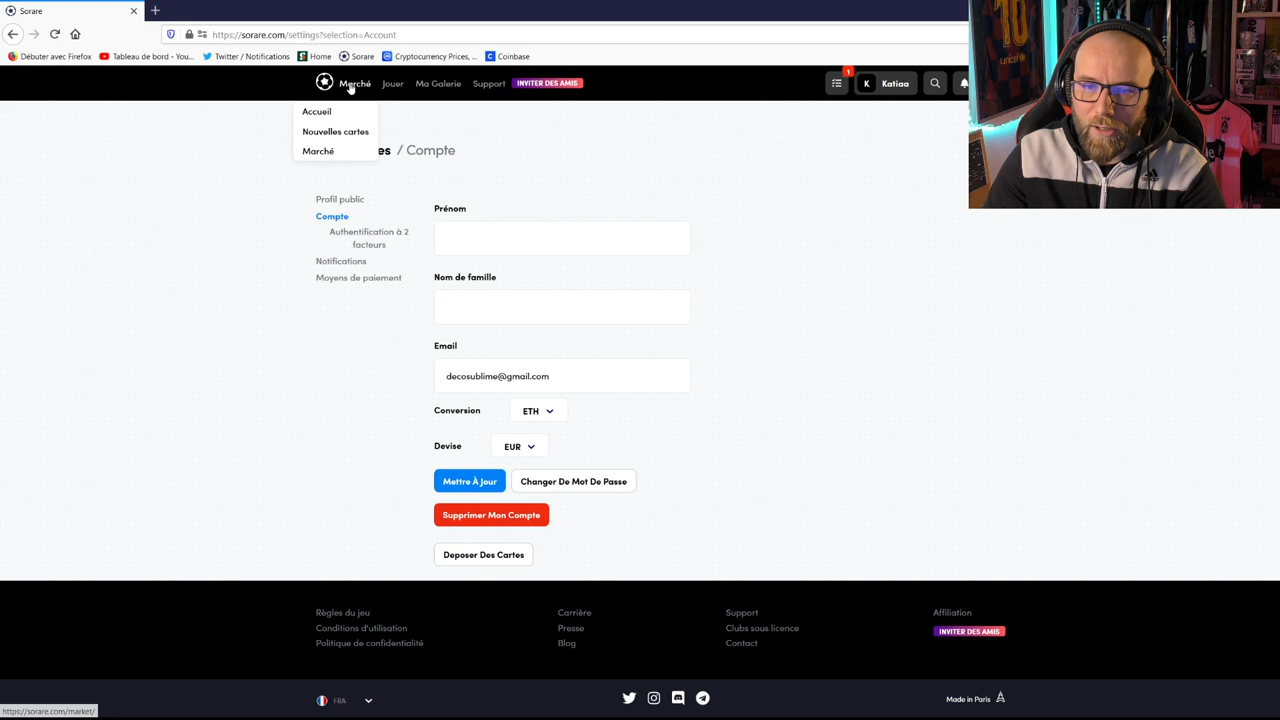 Sorare
https://sorare.com/settings?selection=Account
Débuter avec Firefox
Tableau de bord - You...
Twitter / Notifications
Home
Sorare
Cryptocurrency Prices, ...
Coinbase
Marché
Jouer
Ma Galerie
Support
INVITER DES AMIS
1
K
Katiaa
Accueil
Nouvelles cartes
Marché
es / Compte
Profil public
Compte
Authentification à 2
facteurs
Notifications
Moyens de paiement
Prénom
Nom de famille
Email
decosublime@gmail.com
Conversion
ETH
Devise
EUR
Mettre À Jour
Changer De Mot De Passe
Supprimer Mon Compte
Deposer Des Cartes
Règles du jeu
Conditions d'utilisation
Politique de confidentialité
Carrière
Presse
Blog
Support
Clubs sous licence
Contact
Affiliation
INVITER DES AMIS
FRA
Made in Paris
https://sorare.com/market/
10